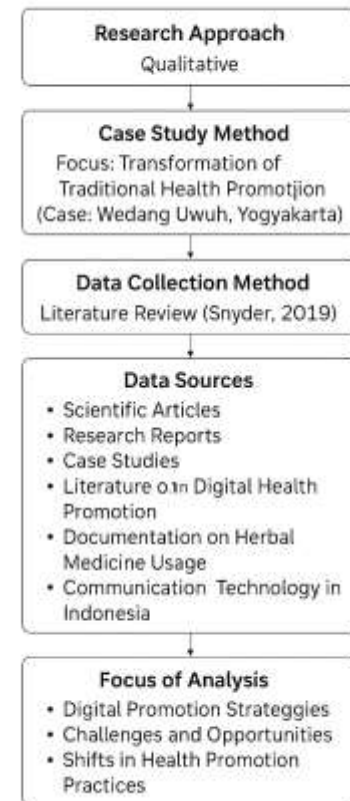 Research Approach
Qualitative
Case Study Method
Focus: Transformation of
Traditional Health Promotjion
(Case: Wedang Uwuh, Yogyakarta)
Data Collection Method
Literature Review (Snyder, 2019)
Data Sources
• Scientific Articles
• Research Reports
• Case Studies
• Literature o.ın Digital Health
Promotion
• Documentation on Herbal
Medicine Usage
• Communication Technology in
Indonesia
Focus of Analysis
• Digital Promotion Strateggies
• Challenges and Opportunities
• Shifts in Health Promotion
Practices